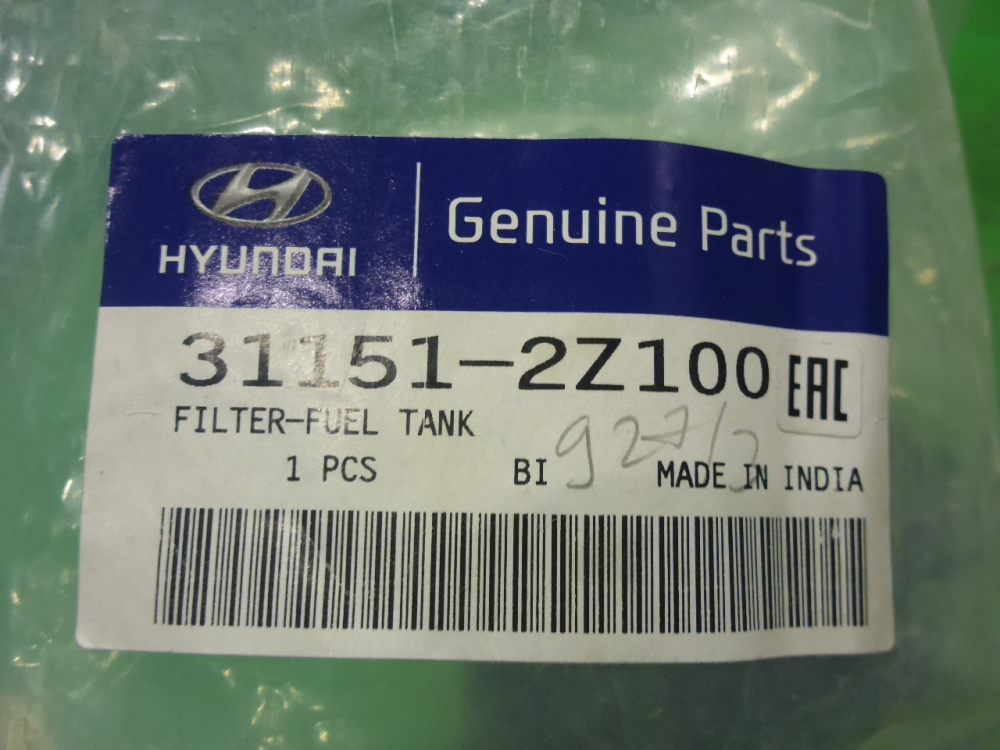 HYUNDAI
Genuine Parts
31151-2Z100
EAC
FILTER-FUEL TANK
1 PCS BI MADE IN INDIA